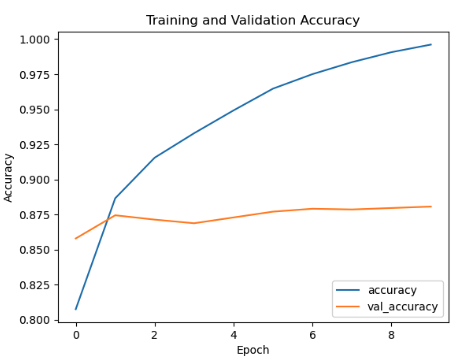 Training and Validation Accuracy
1.000
0.975
0.950
0.925
0.900
0.875
0.850
0.825
0.800
Accuracy
accuracy
val_accuracy
0 2 4 6 8
Epoch